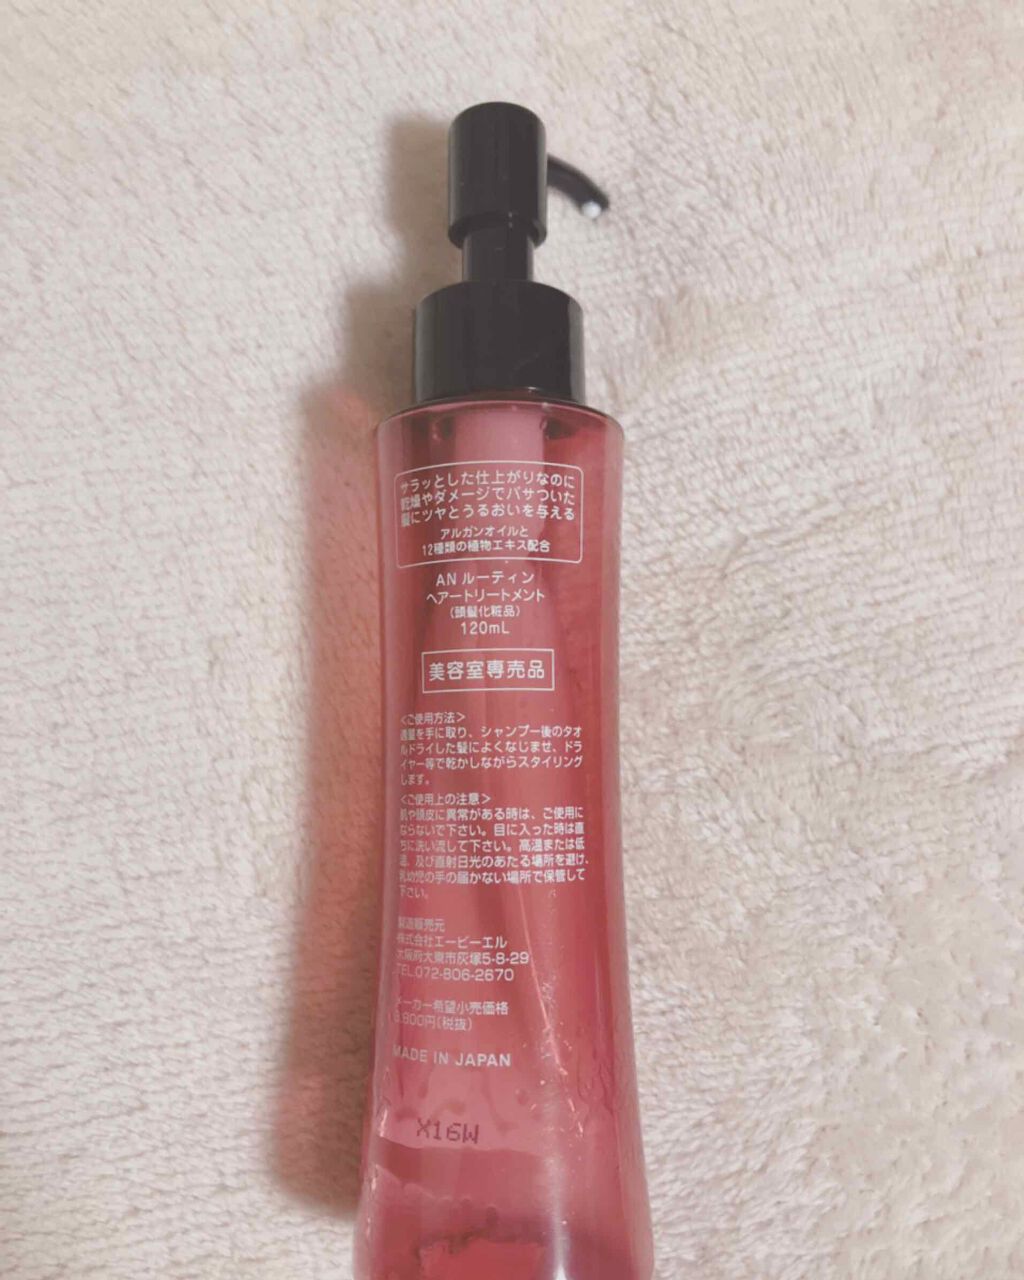 サラッとした仕上がりなのに
乾燥やダメージでパサついた
髪にツヤとうるおいを与える
アルガンオイルと
12種類の植物エキス配合
AN ルーティン
ヘアートリートメント
(頭髪化粧品)
120mL
美容室専売品
<ご使用方法>
適量を手に取り、シャンプー後のタオ
ルドライした髪によくなじませ、ドラ
イヤー等で乾かしながらスタイリング
します。
<ご使用上の注意>
肌や頭皮に異常がある時は、ご使用に
ならないで下さい。目に入った時は直
ちに洗い流して下さい。高温または低
温、及び直射日光のあたる場所を避け、
乳幼児の手の届かない場所で保管して
下さい。
製造販売元
株式会社エービーエル
大阪府大東市灰塚5-8-29
TEL.072-806-2670
メーカー希望小売価格
800円(税抜)
MADE IN JAPAN
X16W